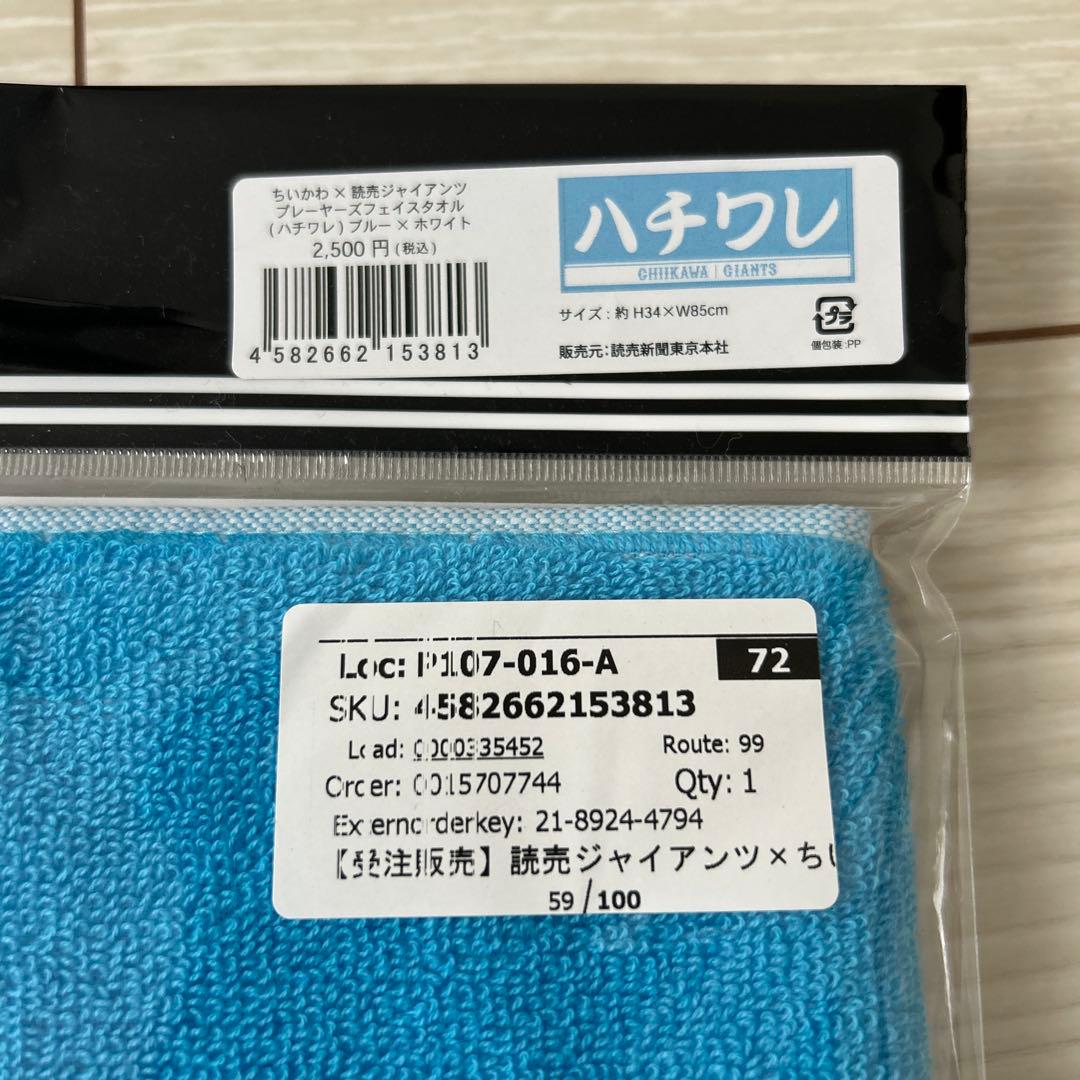 ちいかわ × 読売ジャイアンツ
プレーヤーズフェイスタオル
(ハチワレ) ブルー × ホワイト
2,500 円 (税込)
4 582662 153813
ハチワレ
CHIIKAWA | GIANTS
サイズ : 約 H34×W85cm
販売元:読売新聞東京本社
プラ
個包装:PP
Loc: P107-016-A
72
SKU: 4582662153813
Load: 0000335452
Route: 99
Order: 0015707744
Qty: 1
Externorderkey: 21-8924-4794
【受注販売】読売ジャイアンツ×ち
59 / 100